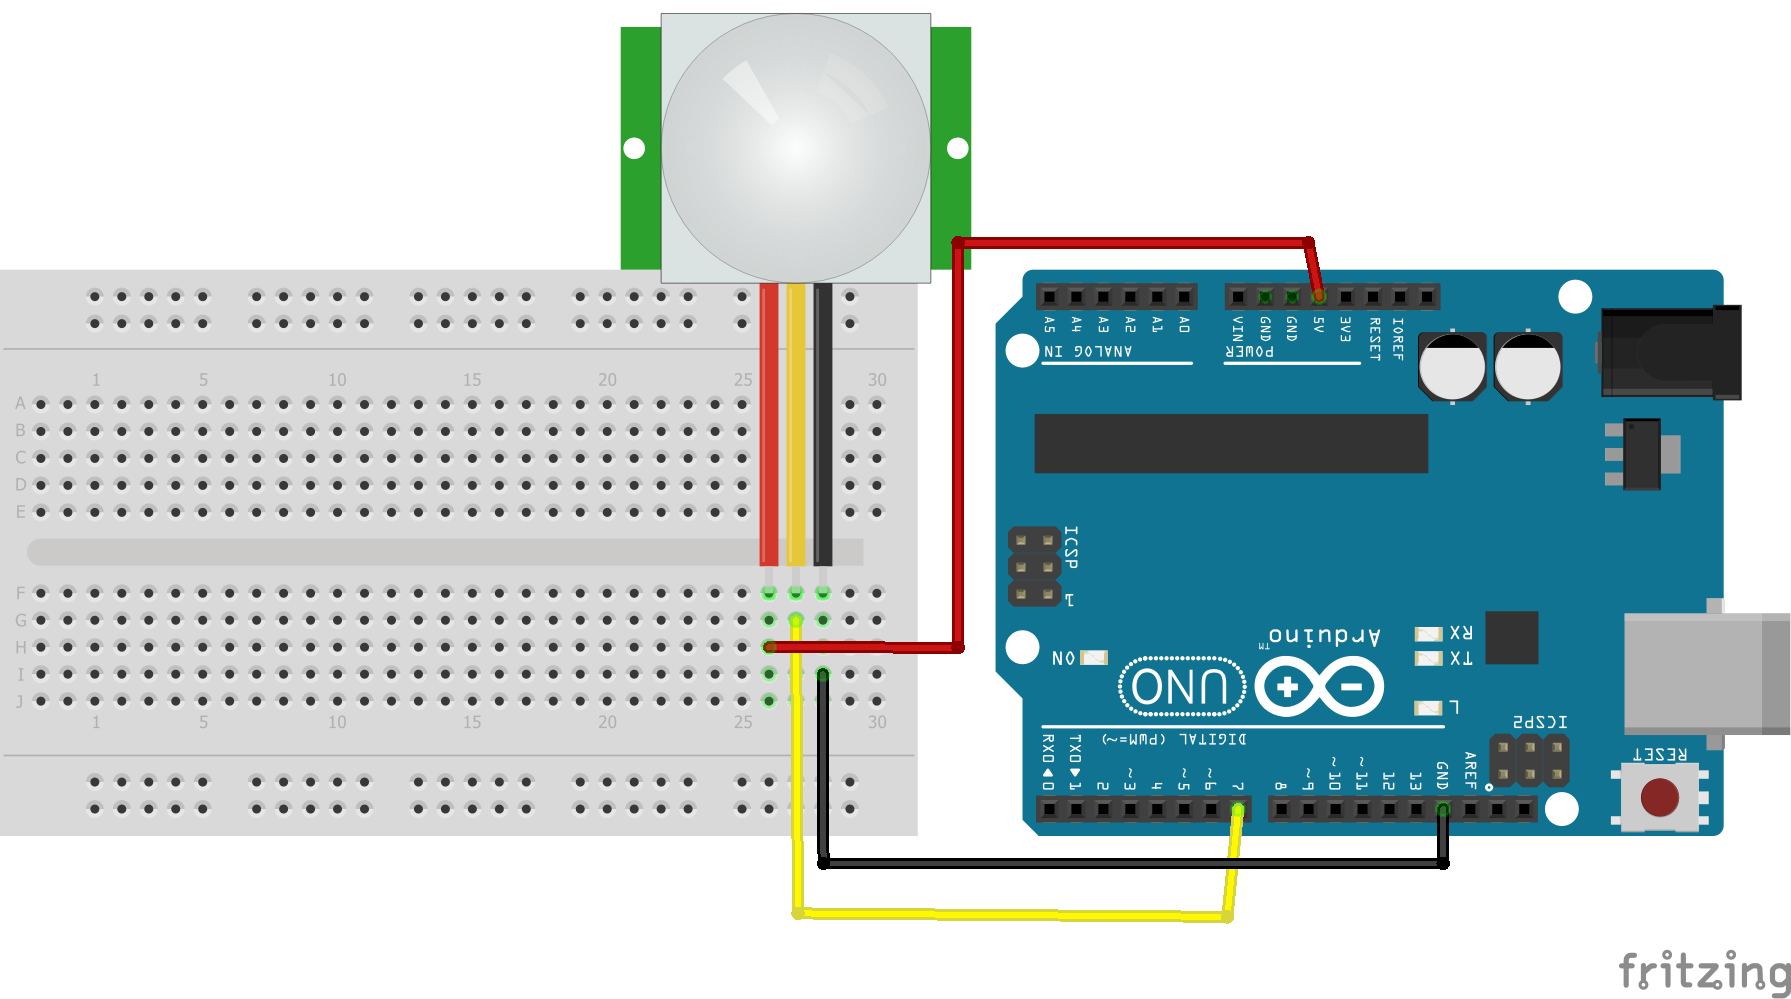 1 5 10 15 20 25 30
A
B
C
D
E
F
G
H
I
J
1 5 10 15 20 25 30
A5 A4 A3 A2 A1 A0
ANALOG IN
VIN GND GND 5V 3V3 RESET IOREF
POWER
ICSP
1
ON
UNO
Arduino™
RX
TX
L
ICSP2
RESET
DIGITAL (PWM=~)
RX0 ◀ 0 TX0 ▶ 1 2 ~3 4 ~5 ~6 7 8 ~9 ~10 ~11 12 13 GND AREF
fritzing